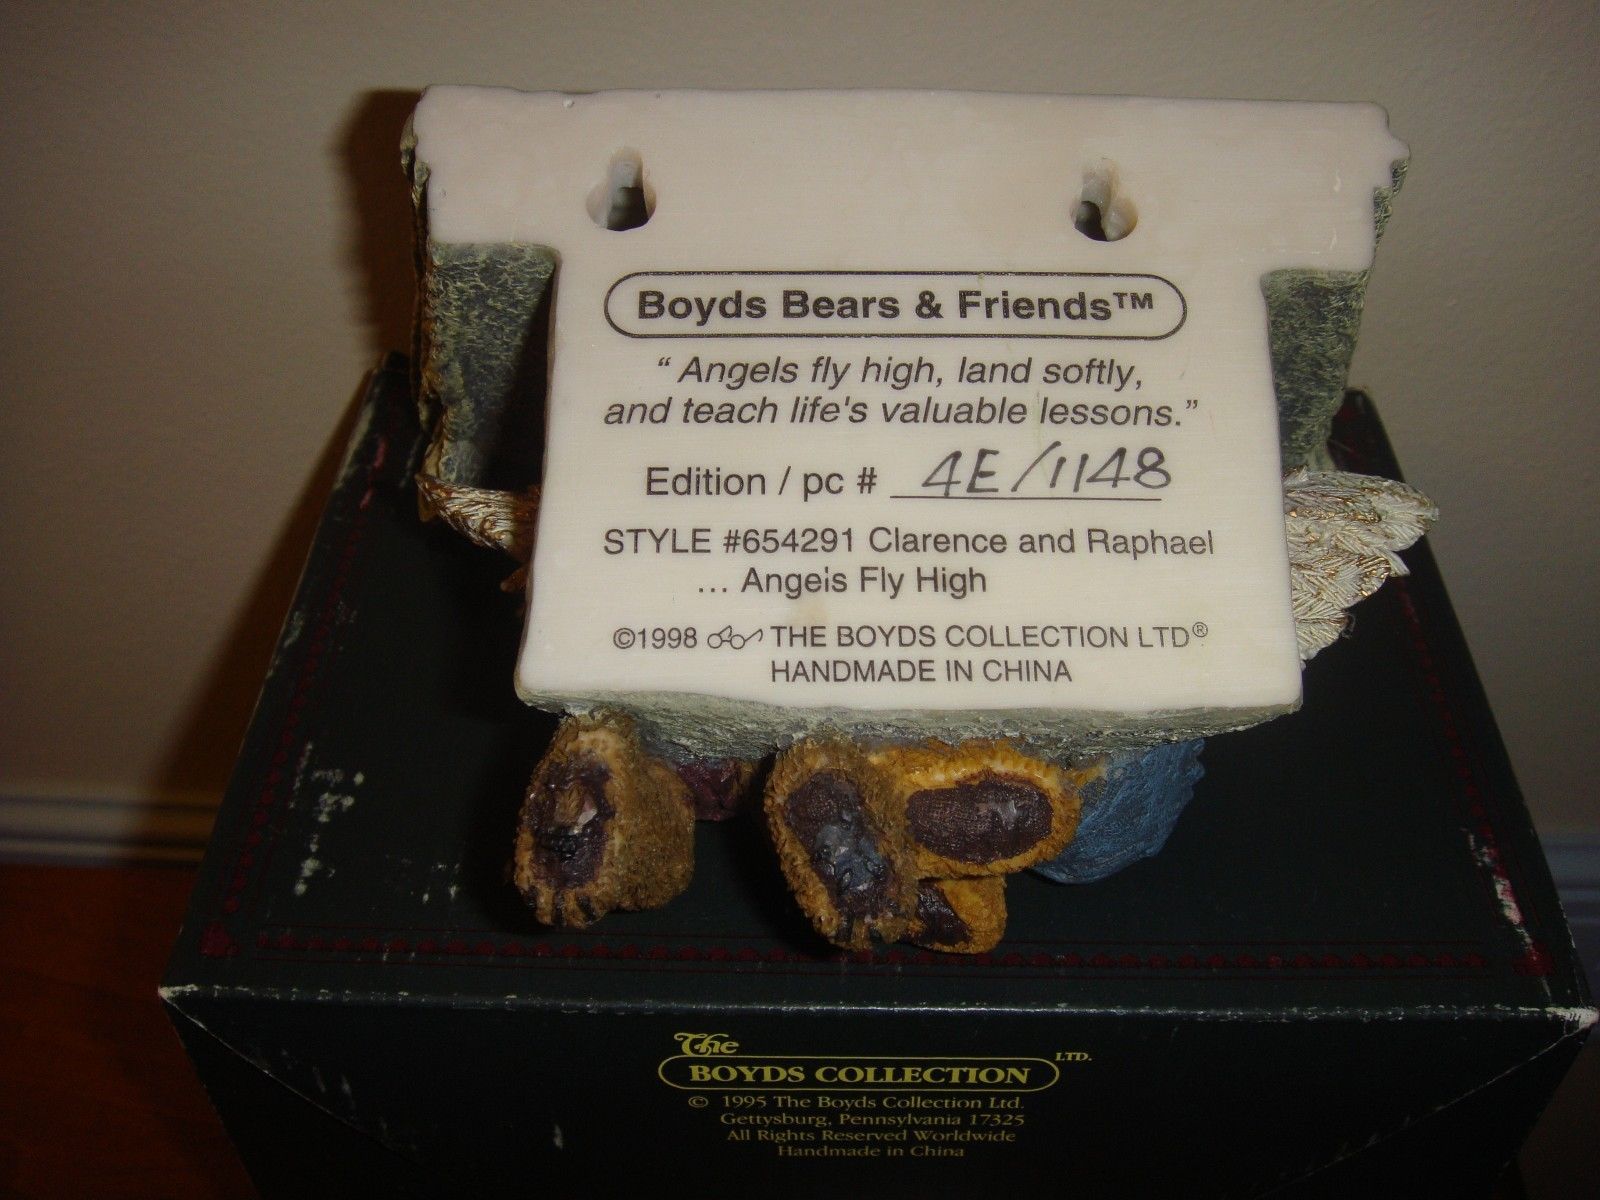 Boyds Bears & Friends™
“ Angels fly high, land softly,
and teach life's valuable lessons.”
Edition / pc # 4E/1148
STYLE #654291 Clarence and Raphael
... Angels Fly High
©1998 THE BOYDS COLLECTION LTD®
HANDMADE IN CHINA
The
BOYDS COLLECTION LTD.
© 1995 The Boyds Collection Ltd.
Gettysburg, Pennsylvania 17325
All Rights Reserved Worldwide
Handmade in China